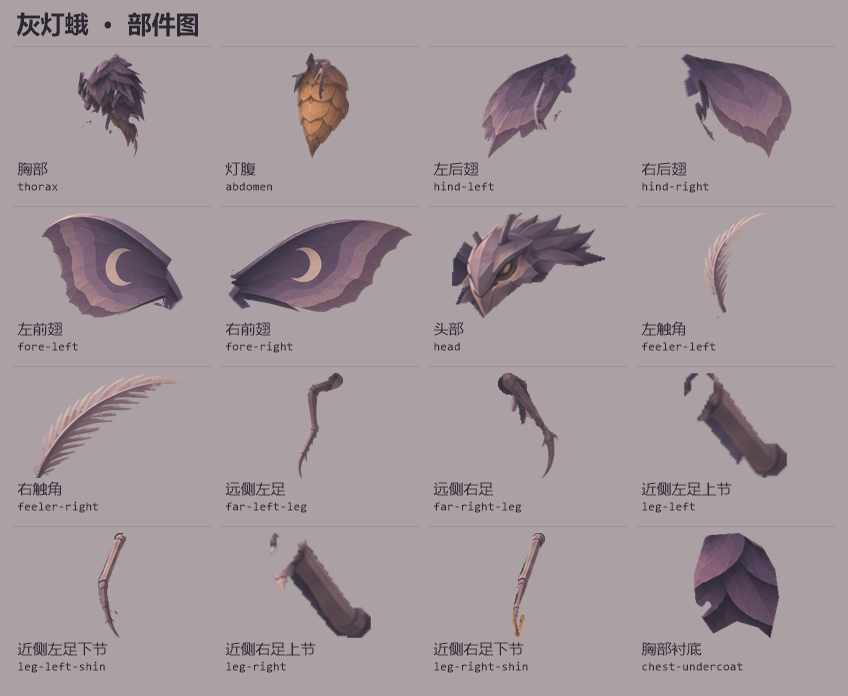 灰灯蛾 • 部件图
胸部
thorax
灯腹
abdomen
左后翅
hind-left
右后翅
hind-right
左前翅
fore-left
右前翅
fore-right
头部
head
左触角
feeler-left
右触角
feeler-right
远侧左足
far-left-leg
远侧右足
far-right-leg
近侧左足上节
leg-left
近侧左足下节
leg-left-shin
近侧右足上节
leg-right
近侧右足下节
leg-right-shin
胸部衬底
chest-undercoat